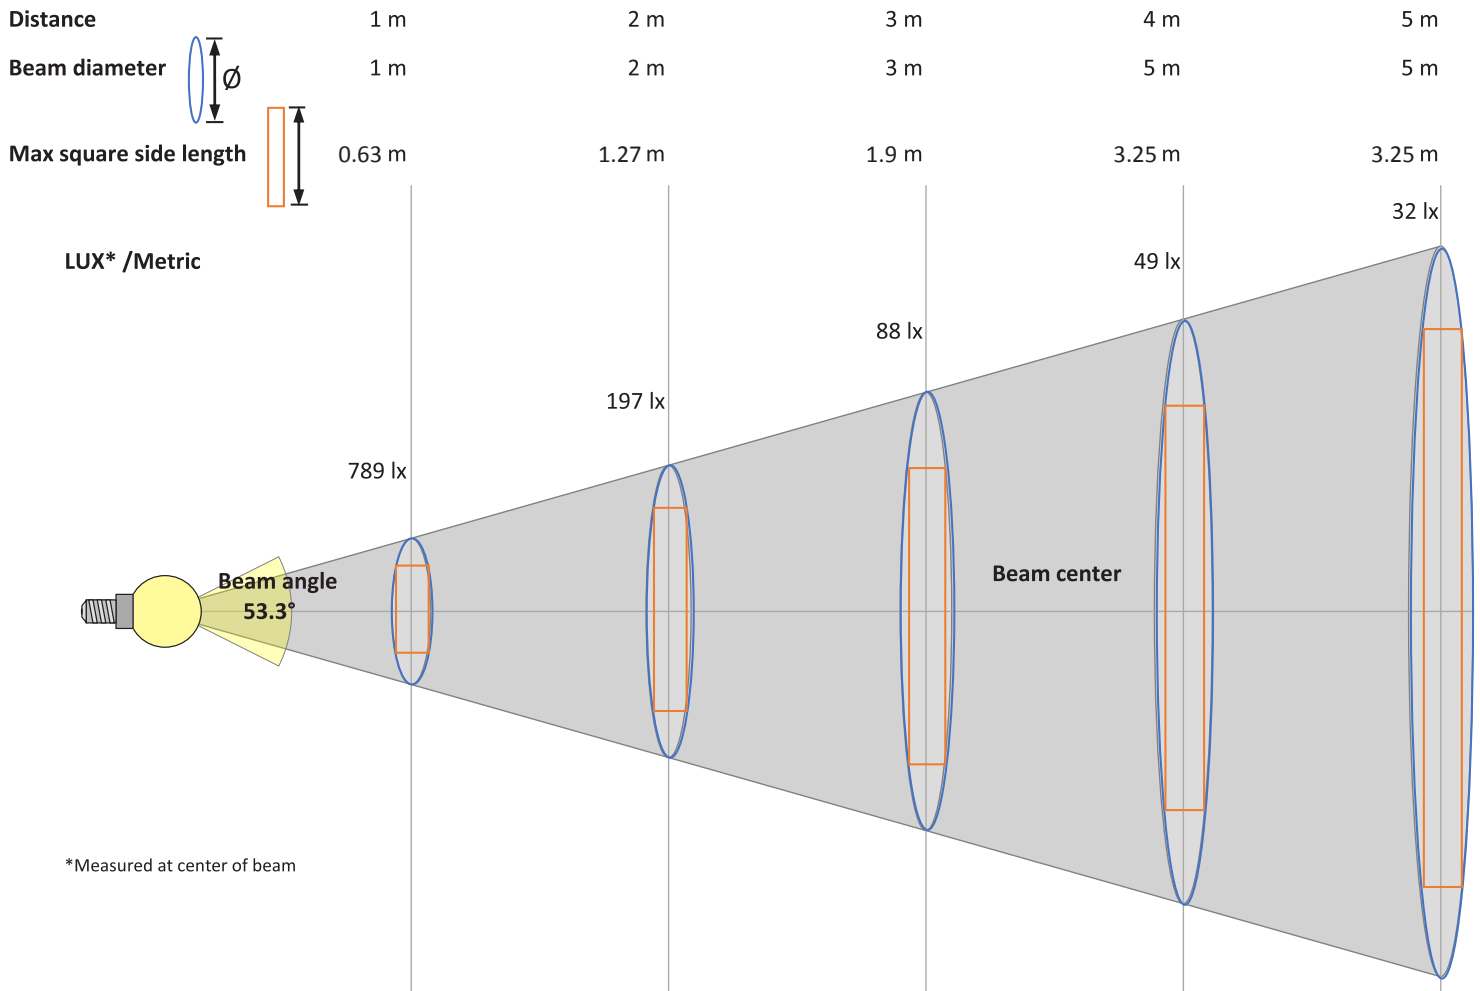 Distance 1 m 2 m 3 m 4 m 5 m
Beam diameter Ø 1 m 2 m 3 m 5 m 5 m
Max square side length 0.63 m 1.27 m 1.9 m 3.25 m 3.25 m
32 lx
LUX* /Metric
49 lx
88 lx
197 lx
789 lx
Beam center
Beam angle
53.3°
*Measured at center of beam